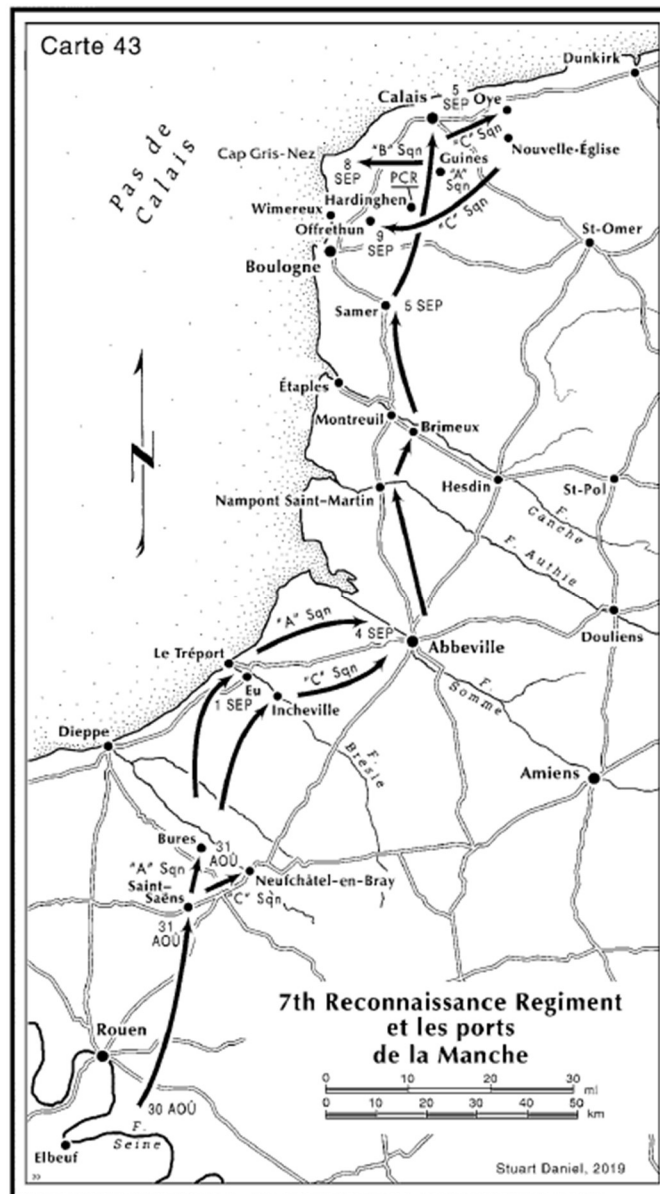 Carte 43
Dunkirk
Calais
5
SEP
Oye
"C" Sqn
Nouvelle-Église
Pas de
Calais
Cap Gris-Nez
"B" Sqn
8
SEP
Guines
"A"
Sqn
PCR
Hardinghen
Wimereux
Offrethun
9
SEP
"C" Sqn
St-Omer
Boulogne
Samer
5 SEP
Étaples
Montreuil
Brimeux
N
Nampont Saint-Martin
Hesdin
St-Pol
F.
Canche
F. Authie
"A" Sqn
4 SEP
Abbeville
Doullens
Le Tréport
"C" Sqn
Eu
1 SEP
Incheville
F.
Somme
Dieppe
F.
Bresle
Amiens
Bures
31
AOÛ
"A" Sqn
Neufchâtel-en-Bray
Saint-
Saëns
"C" Sqn
31
AOÛ
7th Reconnaissance Regiment
et les ports
de la Manche
Rouen
0 10 20 30
mi
0 10 20 30 40 50
km
30 AOÛ
F.
Seine
Elbeuf
Stuart Daniel, 2019